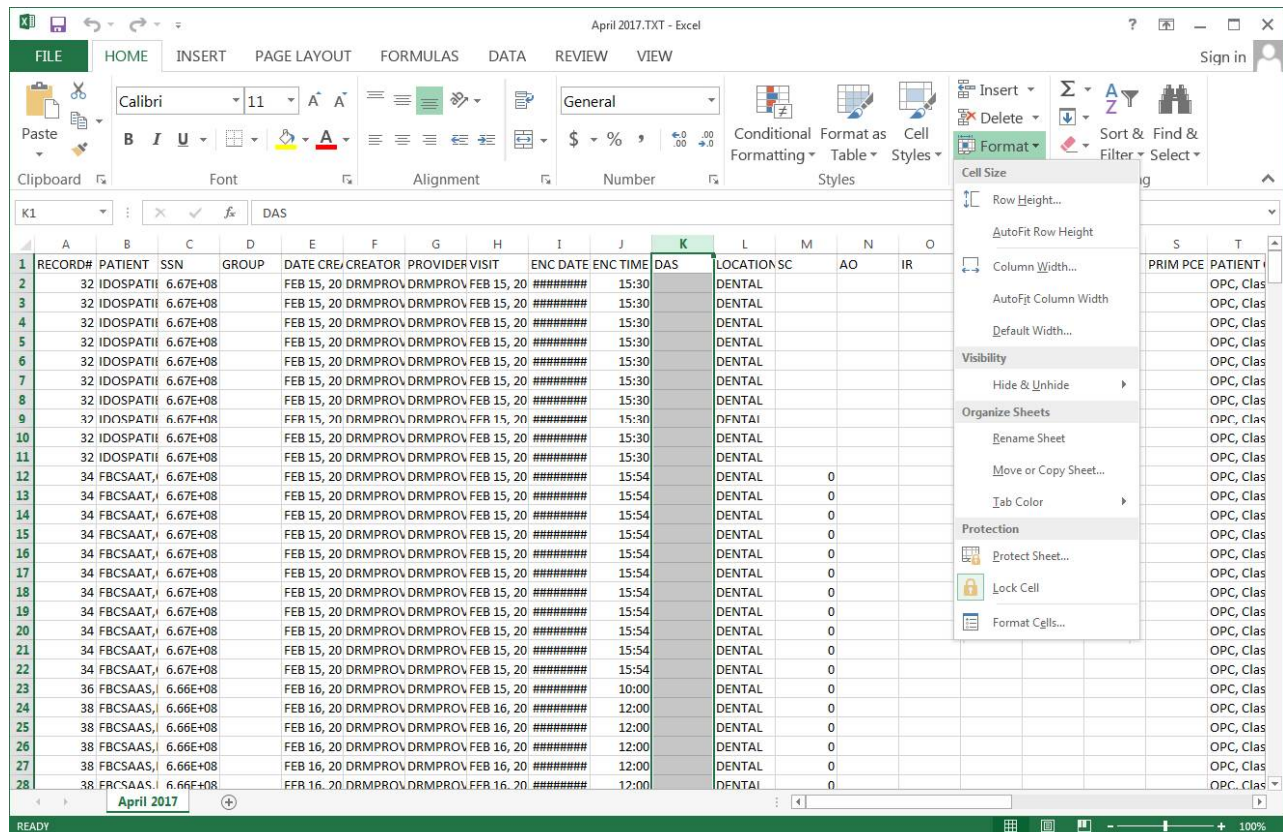 April 2017.TXT - Excel
?
FILE HOME INSERT PAGE LAYOUT FORMULAS DATA REVIEW VIEW Sign in
Paste
Calibri 11 A A
B I U A
General
$ % , .0 .00 .00 .0
Conditional Formatting
Format as Table
Cell Styles
Insert
Delete
Format
Σ
A Z
Sort & Filter
Find & Select
Clipboard Font Alignment Number Styles
K1 fx DAS
A B C D E F G H I J K L M N O S T
1 RECORD# PATIENT SSN GROUP DATE CREA CREATOR PROVIDER VISIT ENC DATE ENC TIME DAS LOCATION SC AO IR PRIM PCE PATIENT
2 32 IDOSPATIE 6.67E+08 FEB 15, 20 DRMPROV DRMPROV FEB 15, 20 ######## 15:30 DENTAL OPC, Clas
3 32 IDOSPATIE 6.67E+08 FEB 15, 20 DRMPROV DRMPROV FEB 15, 20 ######## 15:30 DENTAL OPC, Clas
4 32 IDOSPATIE 6.67E+08 FEB 15, 20 DRMPROV DRMPROV FEB 15, 20 ######## 15:30 DENTAL OPC, Clas
5 32 IDOSPATIE 6.67E+08 FEB 15, 20 DRMPROV DRMPROV FEB 15, 20 ######## 15:30 DENTAL OPC, Clas
6 32 IDOSPATIE 6.67E+08 FEB 15, 20 DRMPROV DRMPROV FEB 15, 20 ######## 15:30 DENTAL OPC, Clas
7 32 IDOSPATIE 6.67E+08 FEB 15, 20 DRMPROV DRMPROV FEB 15, 20 ######## 15:30 DENTAL OPC, Clas
8 32 IDOSPATIE 6.67E+08 FEB 15, 20 DRMPROV DRMPROV FEB 15, 20 ######## 15:30 DENTAL OPC, Clas
9 32 IDOSPATIE 6.67E+08 FEB 15, 20 DRMPROV DRMPROV FEB 15, 20 ######## 15:30 DENTAL OPC, Clas
10 32 IDOSPATIE 6.67E+08 FEB 15, 20 DRMPROV DRMPROV FEB 15, 20 ######## 15:30 DENTAL OPC, Clas
11 32 IDOSPATIE 6.67E+08 FEB 15, 20 DRMPROV DRMPROV FEB 15, 20 ######## 15:30 DENTAL OPC, Clas
12 34 FBCSAAT, 6.67E+08 FEB 15, 20 DRMPROV DRMPROV FEB 15, 20 ######## 15:54 DENTAL 0 OPC, Clas
13 34 FBCSAAT, 6.67E+08 FEB 15, 20 DRMPROV DRMPROV FEB 15, 20 ######## 15:54 DENTAL 0 OPC, Clas
14 34 FBCSAAT, 6.67E+08 FEB 15, 20 DRMPROV DRMPROV FEB 15, 20 ######## 15:54 DENTAL 0 OPC, Clas
15 34 FBCSAAT, 6.67E+08 FEB 15, 20 DRMPROV DRMPROV FEB 15, 20 ######## 15:54 DENTAL 0 OPC, Clas
16 34 FBCSAAT, 6.67E+08 FEB 15, 20 DRMPROV DRMPROV FEB 15, 20 ######## 15:54 DENTAL 0 OPC, Clas
17 34 FBCSAAT, 6.67E+08 FEB 15, 20 DRMPROV DRMPROV FEB 15, 20 ######## 15:54 DENTAL 0 OPC, Clas
18 34 FBCSAAT, 6.67E+08 FEB 15, 20 DRMPROV DRMPROV FEB 15, 20 ######## 15:54 DENTAL 0 OPC, Clas
19 34 FBCSAAT, 6.67E+08 FEB 15, 20 DRMPROV DRMPROV FEB 15, 20 ######## 15:54 DENTAL 0 OPC, Clas
20 34 FBCSAAT, 6.67E+08 FEB 15, 20 DRMPROV DRMPROV FEB 15, 20 ######## 15:54 DENTAL 0 OPC, Clas
21 34 FBCSAAT, 6.67E+08 FEB 15, 20 DRMPROV DRMPROV FEB 15, 20 ######## 15:54 DENTAL 0 OPC, Clas
22 34 FBCSAAT, 6.67E+08 FEB 15, 20 DRMPROV DRMPROV FEB 15, 20 ######## 15:54 DENTAL 0 OPC, Clas
23 36 FBCSAAS, 6.66E+08 FEB 16, 20 DRMPROV DRMPROV FEB 15, 20 ######## 10:00 DENTAL 0 OPC, Clas
24 38 FBCSAAS, 6.66E+08 FEB 16, 20 DRMPROV DRMPROV FEB 16, 20 ######## 12:00 DENTAL 0 OPC, Clas
25 38 FBCSAAS, 6.66E+08 FEB 16, 20 DRMPROV DRMPROV FEB 16, 20 ######## 12:00 DENTAL 0 OPC, Clas
26 38 FBCSAAS, 6.66E+08 FEB 16, 20 DRMPROV DRMPROV FEB 16, 20 ######## 12:00 DENTAL 0 OPC, Clas
27 38 FBCSAAS, 6.66E+08 FEB 16, 20 DRMPROV DRMPROV FEB 16, 20 ######## 12:00 DENTAL 0 OPC, Clas
28 38 FBCSAAS, 6.66E+08 FEB 16, 20 DRMPROV DRMPROV FEB 16, 20 ######## 12:00 DENTAL 0 OPC, Clas
Cell Size
Row Height...
AutoFit Row Height
Column Width...
AutoFit Column Width
Default Width...
Visibility
Hide & Unhide
Organize Sheets
Rename Sheet
Move or Copy Sheet...
Tab Color
Protection
Protect Sheet...
Lock Cell
Format Cells...
April 2017
READY
100%